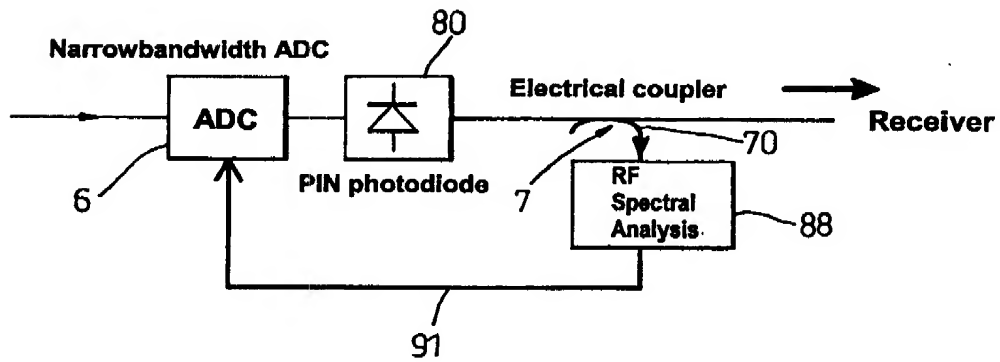 80
Narrowbandwidth ADC
Electrical coupler
ADC
Receiver
70
6
PIN photodiode
7
RF
Spectral
Analysis
88
91